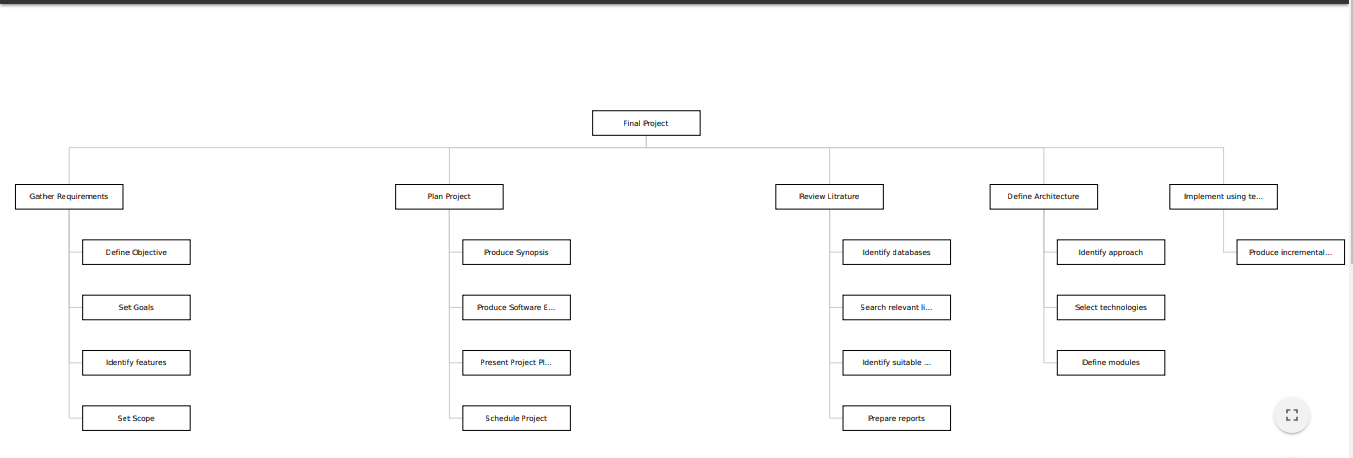 Final Project
Gather Requirements
Plan Project
Review Litrature
Define Architecture
Implement using te...
Define Objective
Produce Synopsis
Identify databases
Identify approach
Produce incremental...
Set Goals
Produce Software E...
Search relevant li...
Select technologies
Identify features
Present Project Pl...
Identify suitable ...
Define modules
Set Scope
Schedule Project
Prepare reports